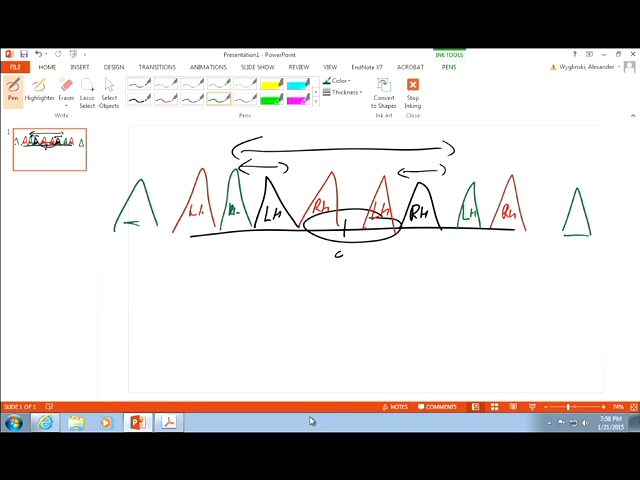 Presentation1 - PowerPoint
INK TOOLS
FILE HOME INSERT DESIGN TRANSITIONS ANIMATIONS SLIDE SHOW REVIEW VIEW EndNote X7 ACROBAT PENS
Wyglinski, Alexander
Pen Highlighter Eraser Lasso Select Select Objects
Color
Thickness
Convert to Shapes
Stop Inking
Write Pens Ink Art Close
1
LH LH RH LH RH LH RH
0
SLIDE 1 OF 1
NOTES COMMENTS 74%
7:58 PM
1/21/2015